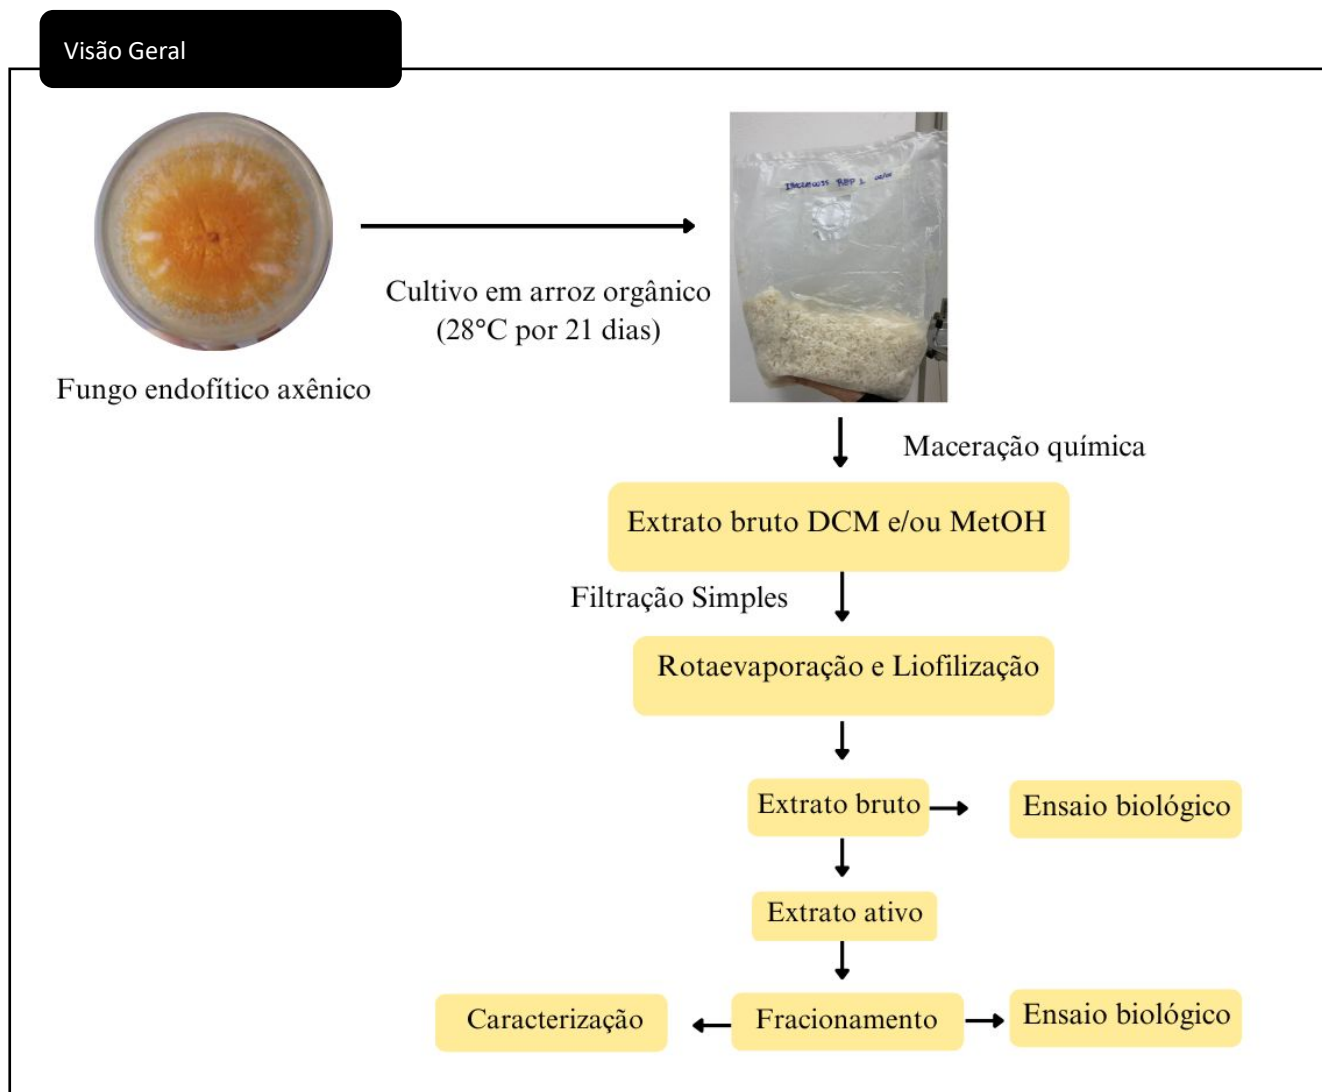 Visão Geral
Cultivo em arroz orgânico
(28°C por 21 dias)
Fungo endofítico axênico
Maceração química
Extrato bruto DCM e/ou MetOH
Filtração Simples
Rotaevaporação e Liofilização
Extrato bruto
Ensaio biológico
Extrato ativo
Caracterização
Fracionamento
Ensaio biológico